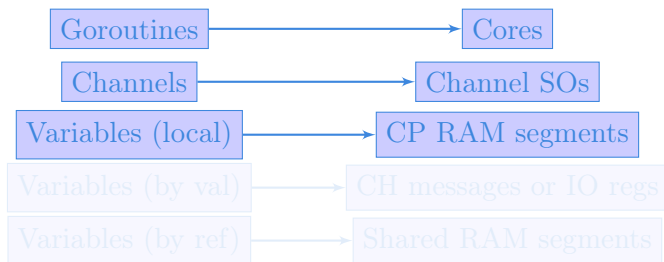 Goroutines Cores
Channels Channel SOs
Variables (local) CP RAM segments
Variables (by val) CH messages or IO regs
Variables (by ref) Shared RAM segments